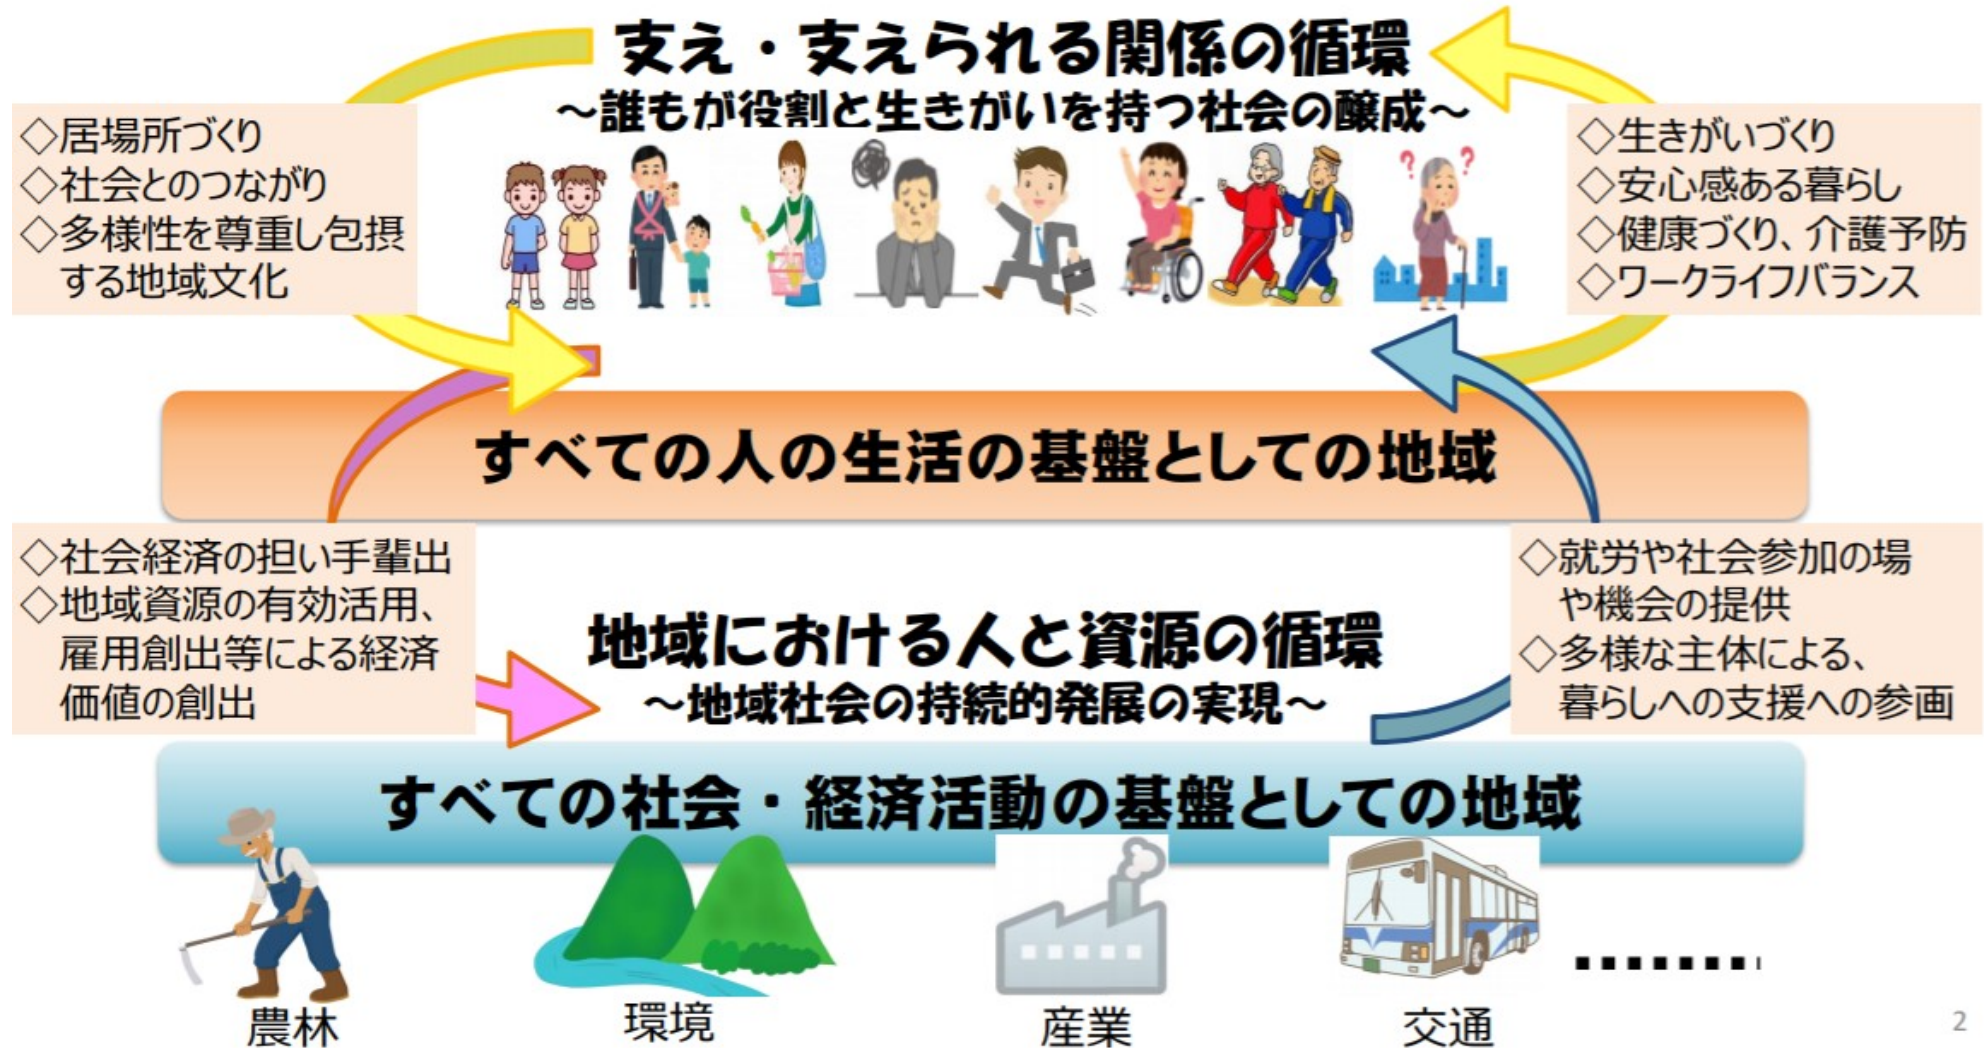 支え・支えられる関係の循環
～誰もが役割と生きがいを持つ社会の醸成～
◇居場所づくり
◇社会とのつながり
◇多様性を尊重し包摂
する地域文化
◇生きがいづくり
◇安心感ある暮らし
◇健康づくり、介護予防
◇ワークライフバランス
? ?
すべての人の生活の基盤としての地域
◇社会経済の担い手輩出
◇地域資源の有効活用、
雇用創出等による経済
価値の創出
地域における人と資源の循環
～地域社会の持続的発展の実現～
◇就労や社会参加の場
や機会の提供
◇多様な主体による、
暮らしへの支援への参画
すべての社会・経済活動の基盤としての地域
農林
環境
産業
交通
2